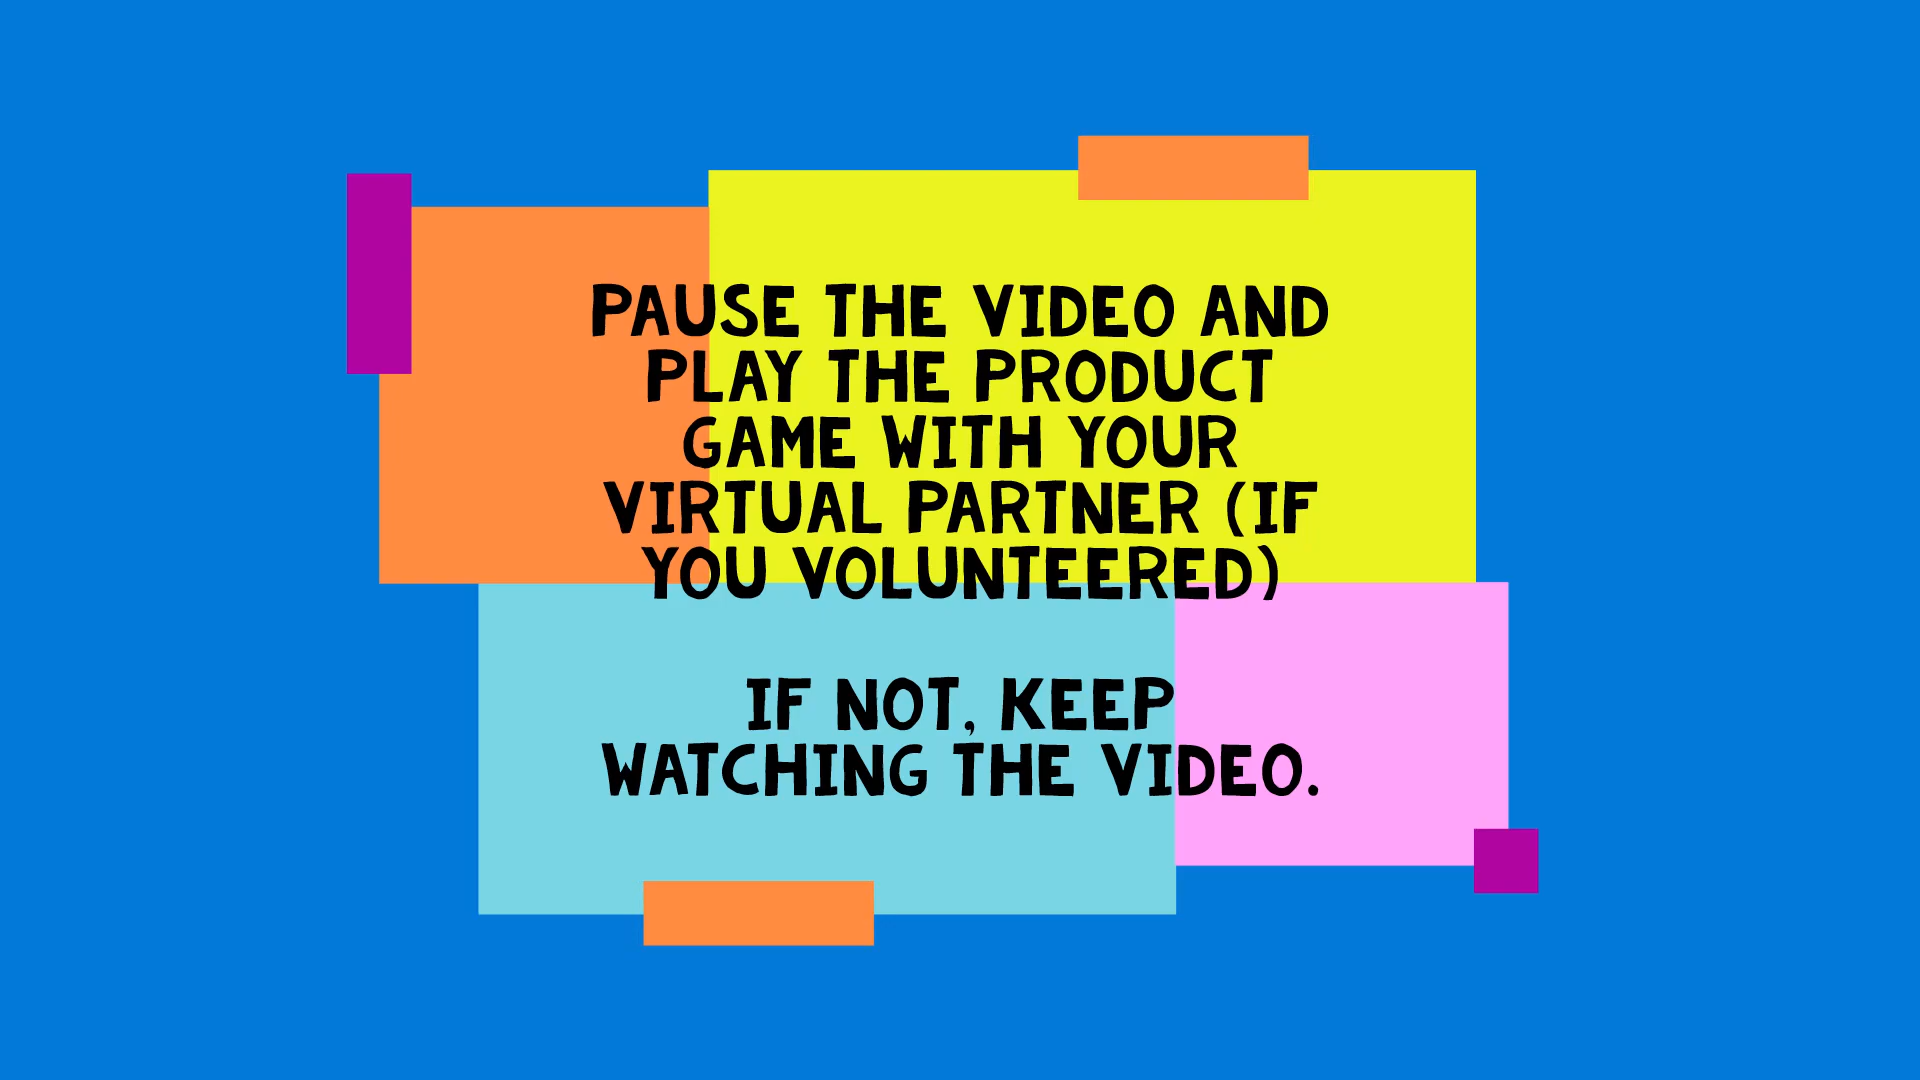 PAUSE THE VIDEO AND
PLAY THE PRODUCT
GAME WITH YOUR
VIRTUAL PARTNER (IF
YOU VOLUNTEERED)
IF NOT, KEEP
WATCHING THE VIDEO.